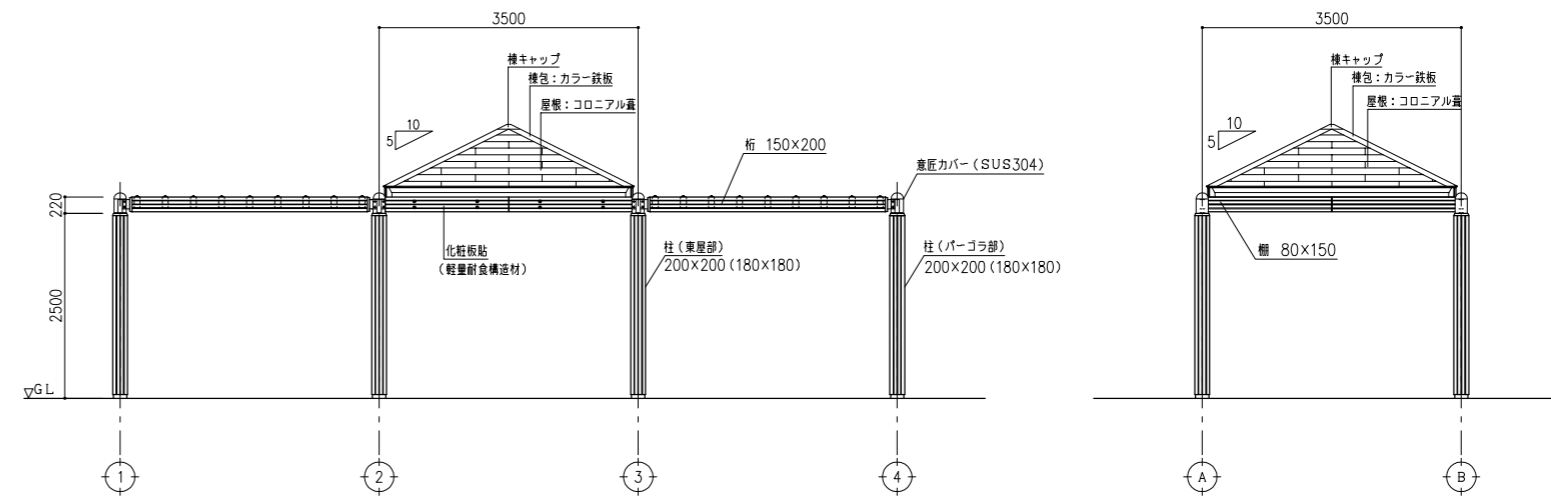 3500
棟キャップ
棟包：カラー鉄板
屋根：コロニアル葺
10
5
桁 150×200
意匠カバー(SUS304)
220
化粧板貼
(軽量耐食構造材)
柱(東屋部)
200×200(180×180)
柱(パーゴラ部)
200×200(180×180)
2500
▽GL
1
2
3
4
3500
棟キャップ
棟包：カラー鉄板
屋根：コロニアル葺
10
5
棚 80×150
A
B